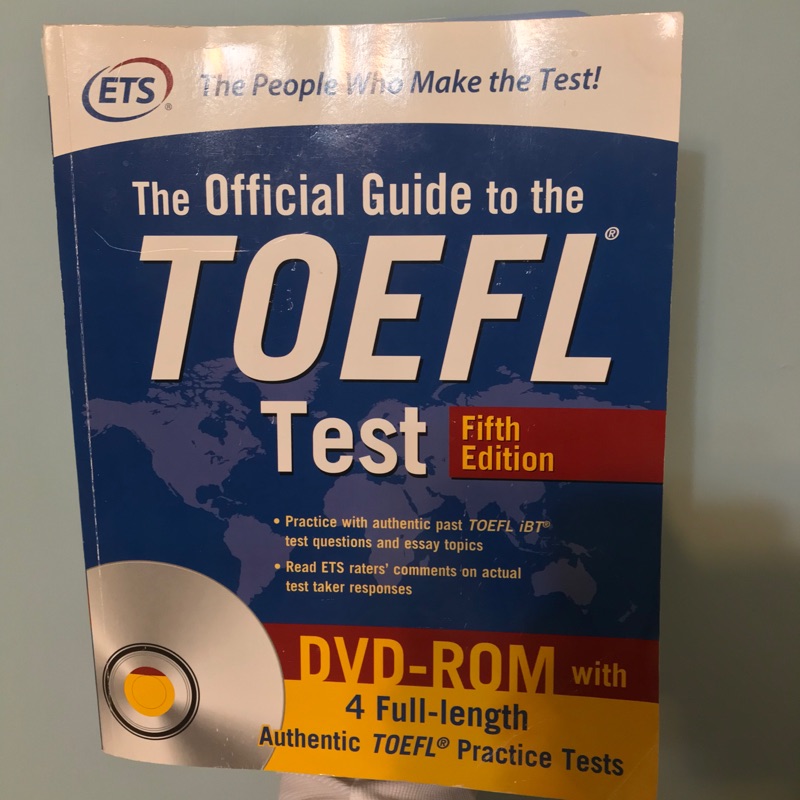 ETS® The People Who Make the Test!
The Official Guide to the
TOEFL®
Test
Fifth
Edition
• Practice with authentic past TOEFL iBT®
test questions and essay topics
• Read ETS raters' comments on actual
test taker responses
DVD-ROM with
4 Full-length
Authentic TOEFL® Practice Tests